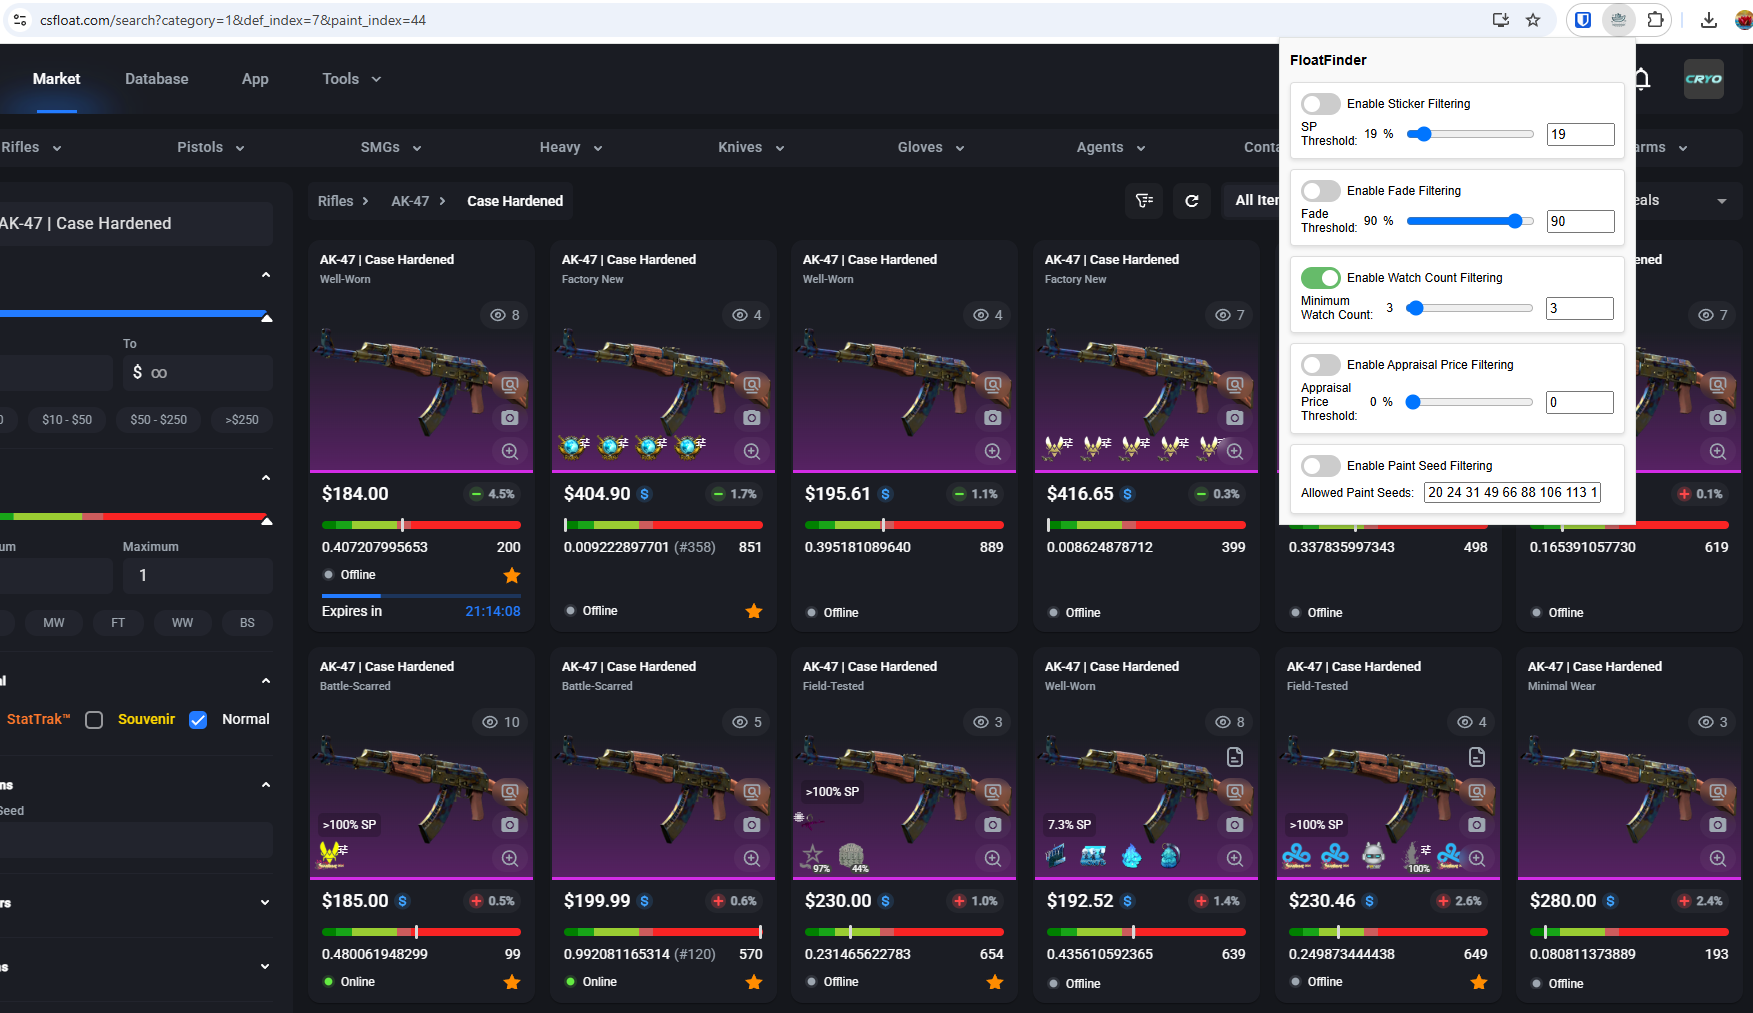 csfloat.com/search?category=1&def_index=7&paint_index=44
FloatFinder
Enable Sticker Filtering
SP Threshold: 19 % 19
Enable Fade Filtering
Fade Threshold: 90 % 90
Enable Watch Count Filtering
Minimum Watch Count: 3 3
Enable Appraisal Price Filtering
Appraisal Price Threshold: 0 % 0
Enable Paint Seed Filtering
Allowed Paint Seeds: 20 24 31 49 66 88 106 113 1
Market Database App Tools
CRYO
Rifles Pistols SMGs Heavy Knives Gloves Agents Conta arms
AK-47 | Case Hardened
To
$ ∞
0 $10 - $50 $50 - $250 >$250
um Maximum
1
MW FT WW BS
al
StatTrak™ Souvenir Normal
ns
Seed
rs
s
Rifles AK-47 Case Hardened
All Iter eals
AK-47 | Case Hardened
Well-Worn
8
$184.00 4.5%
0.407207995653 200
Offline
Expires in 21:14:08
AK-47 | Case Hardened
Factory New
4
$404.90 $ 1.7%
0.009222897701 (#358) 851
Offline
AK-47 | Case Hardened
Well-Worn
4
$195.61 $ 1.1%
0.395181089640 889
Offline
AK-47 | Case Hardened
Factory New
7
$416.65 $ 0.3%
0.008624878712 399
Offline
0.337835997343 498
Offline
ned
7
0.1%
0.165391057730 619
Offline
AK-47 | Case Hardened
Battle-Scarred
10
>100% SP
$185.00 $ 0.5%
0.480061948299 99
Online
AK-47 | Case Hardened
Battle-Scarred
5
$199.99 $ 0.6%
0.992081165314 (#120) 570
Online
AK-47 | Case Hardened
Field-Tested
3
>100% SP
97% 44%
$230.00 $ 1.0%
0.231465622783 654
Offline
AK-47 | Case Hardened
Well-Worn
8
7.3% SP
$192.52 $ 1.4%
0.435610592365 639
Offline
AK-47 | Case Hardened
Field-Tested
4
>100% SP
100%
$230.46 $ 2.6%
0.249873444438 649
Offline
AK-47 | Case Hardened
Minimal Wear
3
$280.00 $ 2.4%
0.080811373889 193
Offline